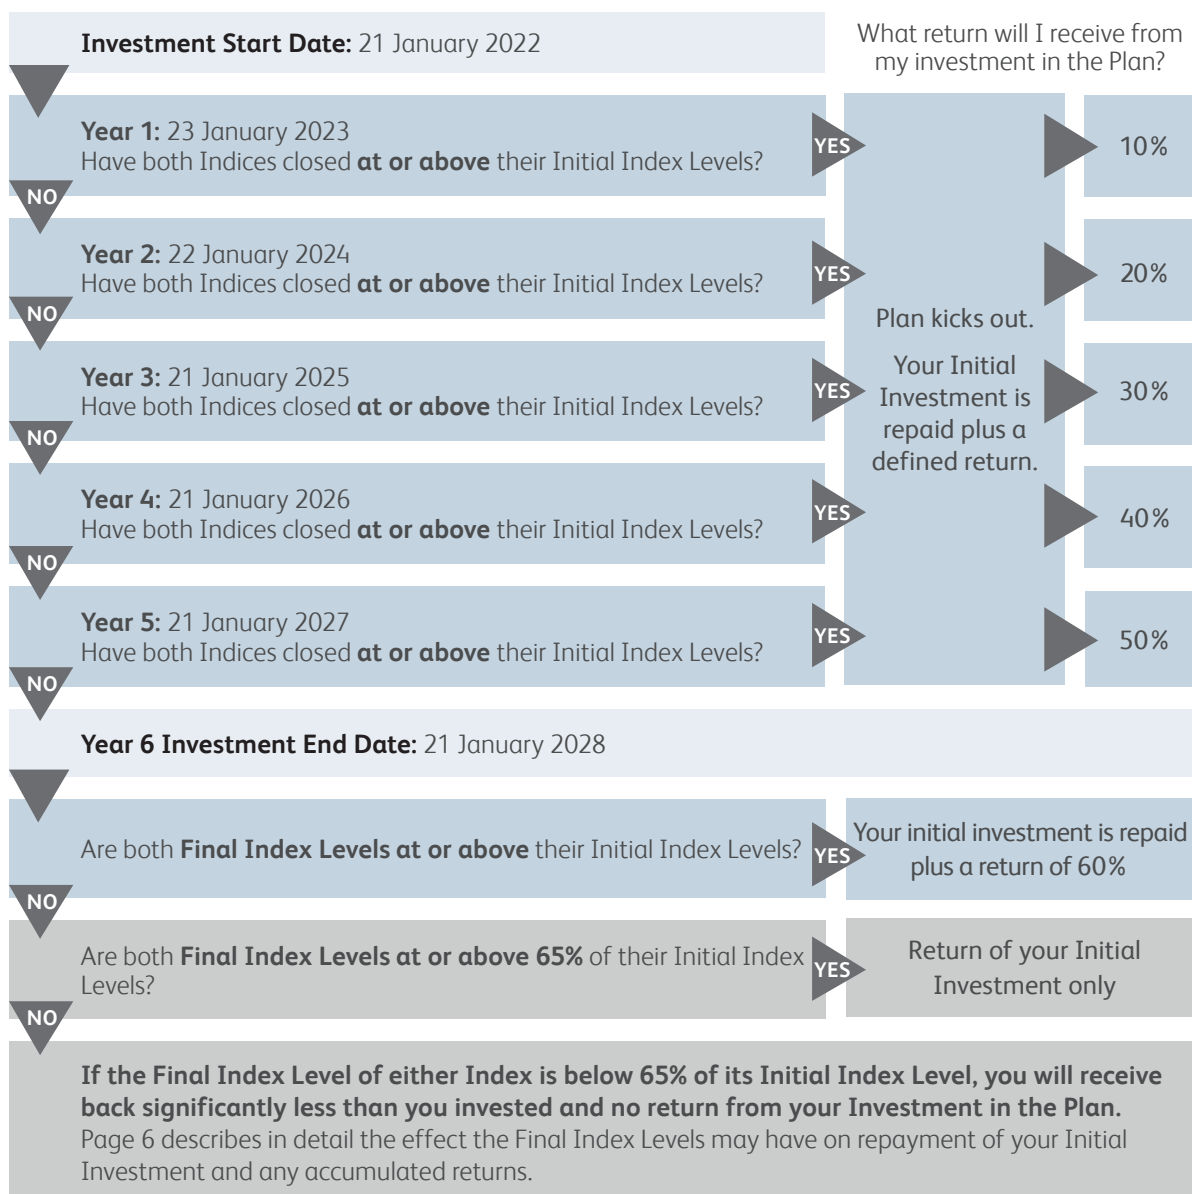 Investment Start Date: 21 January 2022
What return will I receive from
my investment in the Plan?
Year 1: 23 January 2023
Have both Indices closed at or above their Initial Index Levels?
YES
10%
NO
Year 2: 22 January 2024
Have both Indices closed at or above their Initial Index Levels?
YES
20%
NO
Plan kicks out.
Your Initial
Investment is
repaid plus a
defined return.
Year 3: 21 January 2025
Have both Indices closed at or above their Initial Index Levels?
YES
30%
NO
Year 4: 21 January 2026
Have both Indices closed at or above their Initial Index Levels?
YES
40%
NO
Year 5: 21 January 2027
Have both Indices closed at or above their Initial Index Levels?
YES
50%
NO
Year 6 Investment End Date: 21 January 2028
Are both Final Index Levels at or above their Initial Index Levels?
YES
Your initial investment is repaid
plus a return of 60%
NO
Are both Final Index Levels at or above 65% of their Initial Index
Levels?
YES
Return of your Initial
Investment only
NO
If the Final Index Level of either Index is below 65% of its Initial Index Level, you will receive
back significantly less than you invested and no return from your Investment in the Plan.
Page 6 describes in detail the effect the Final Index Levels may have on repayment of your Initial
Investment and any accumulated returns.